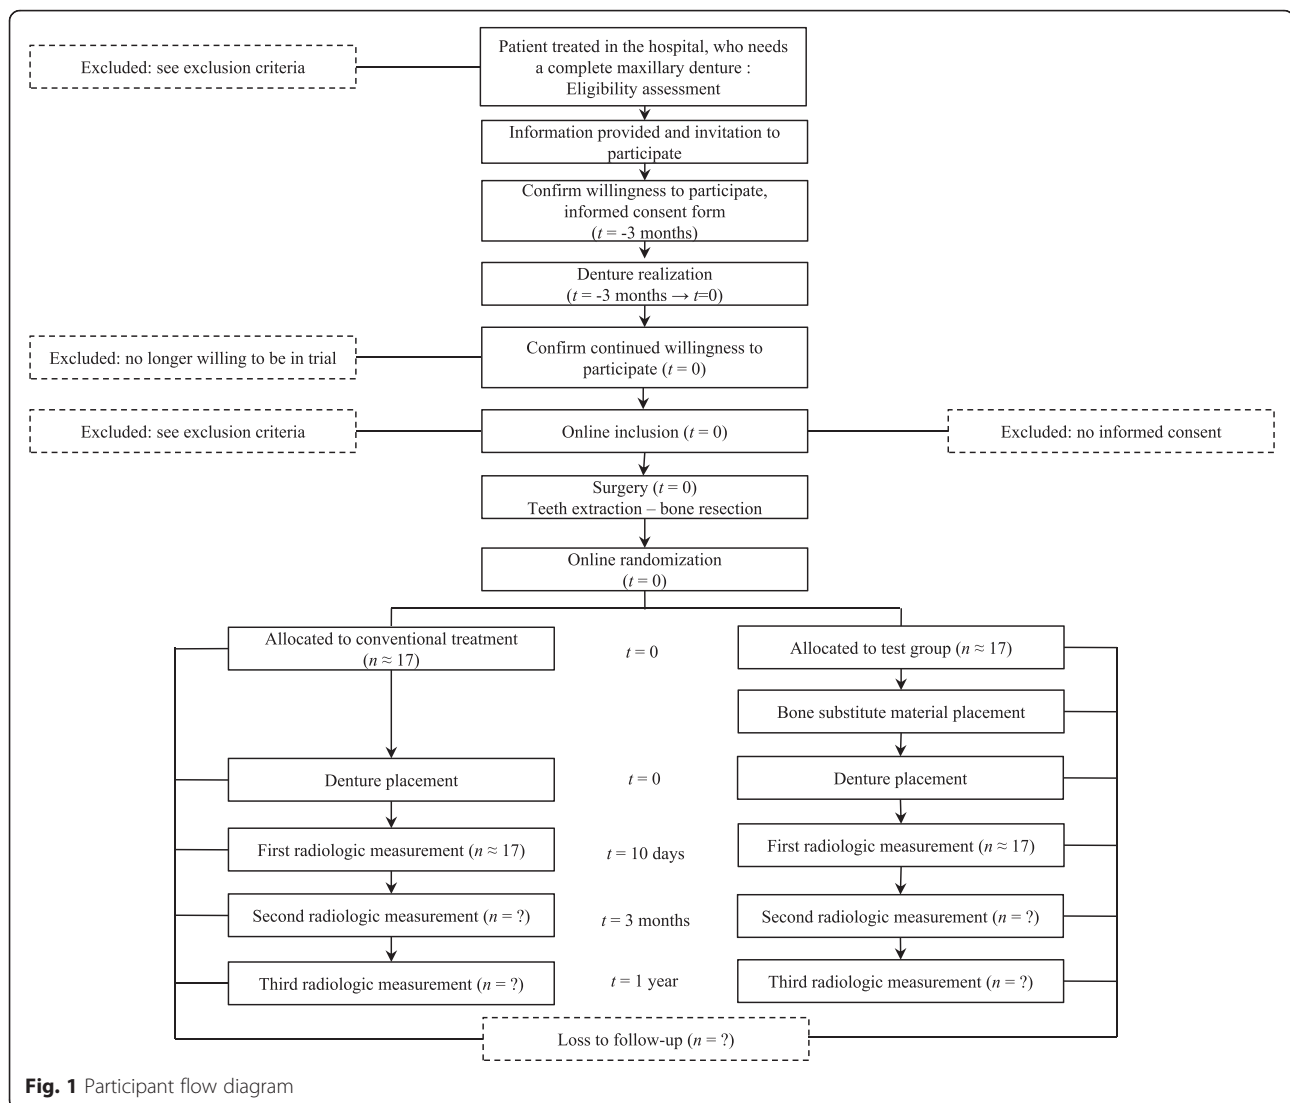 Patient treated in the hospital, who needs
a complete maxillary denture :
Eligibility assessment
Excluded: see exclusion criteria
Information provided and invitation to
participate
Confirm willingness to participate,
informed consent form
(t = -3 months)
Denture realization
(t = -3 months → t=0)
Excluded: no longer willing to be in trial
Confirm continued willingness to
participate (t = 0)
Excluded: see exclusion criteria
Online inclusion (t = 0)
Excluded: no informed consent
Surgery (t = 0)
Teeth extraction – bone resection
Online randomization
(t = 0)
Allocated to conventional treatment
(n ≈ 17)
t = 0
Allocated to test group (n ≈ 17)
Bone substitute material placement
Denture placement
t = 0
Denture placement
First radiologic measurement (n ≈ 17)
t = 10 days
First radiologic measurement (n ≈ 17)
Second radiologic measurement (n = ?)
t = 3 months
Second radiologic measurement (n = ?)
Third radiologic measurement (n = ?)
t = 1 year
Third radiologic measurement (n = ?)
Loss to follow-up (n = ?)
Fig. 1 Participant flow diagram